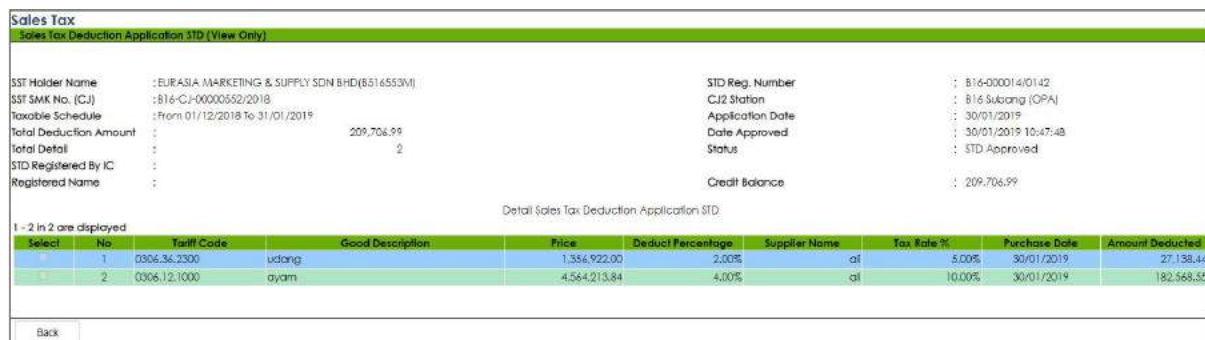 Sales Tax
Sales Tax Deduction Application STD (View Only)
SST Holder Name : EURASIA MARKETING & SUPPLY SDN BHD(B516553M) STD Reg. Number : B16-000014/0142
SST SMK No. (CJ) : B16-CJ-00000552/2018 CJ2 Station : B16 Subang (OPA)
Taxable Schedule : From 01/12/2018 To 31/01/2019 Application Date : 30/01/2019
Total Deduction Amount : 209,706.99 Date Approved : 30/01/2019 10:47:48
Total Detail : 2 Status : STD Approved
STD Registered By IC :
Registered Name : Credit Balance : 209,706.99
Detail Sales Tax Deduction Application STD
1 - 2 in 2 are displayed
Select No Tariff Code Good Description Price Deduct Percentage Supplier Name Tax Rate % Purchase Date Amount Deducted
1 0306.36.2300 udang 1,356,922.00 2.00% all 5.00% 30/01/2019 27,138.44
2 0306.12.1000 ayam 4,564,213.84 4.00% all 10.00% 30/01/2019 182,568.55
Back